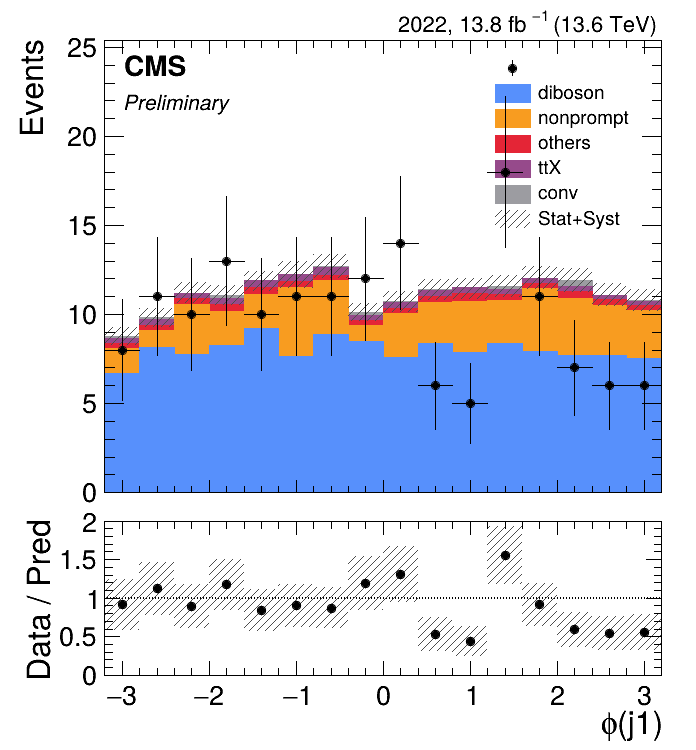 2022, 13.8 fb⁻¹ (13.6 TeV)
Events
25
20
15
10
5
0
CMS
Preliminary
diboson
nonprompt
others
ttX
conv
Stat+Syst
Data / Pred
2
1.5
1
0.5
0
−3 −2 −1 0 1 2 3
ϕ(j1)